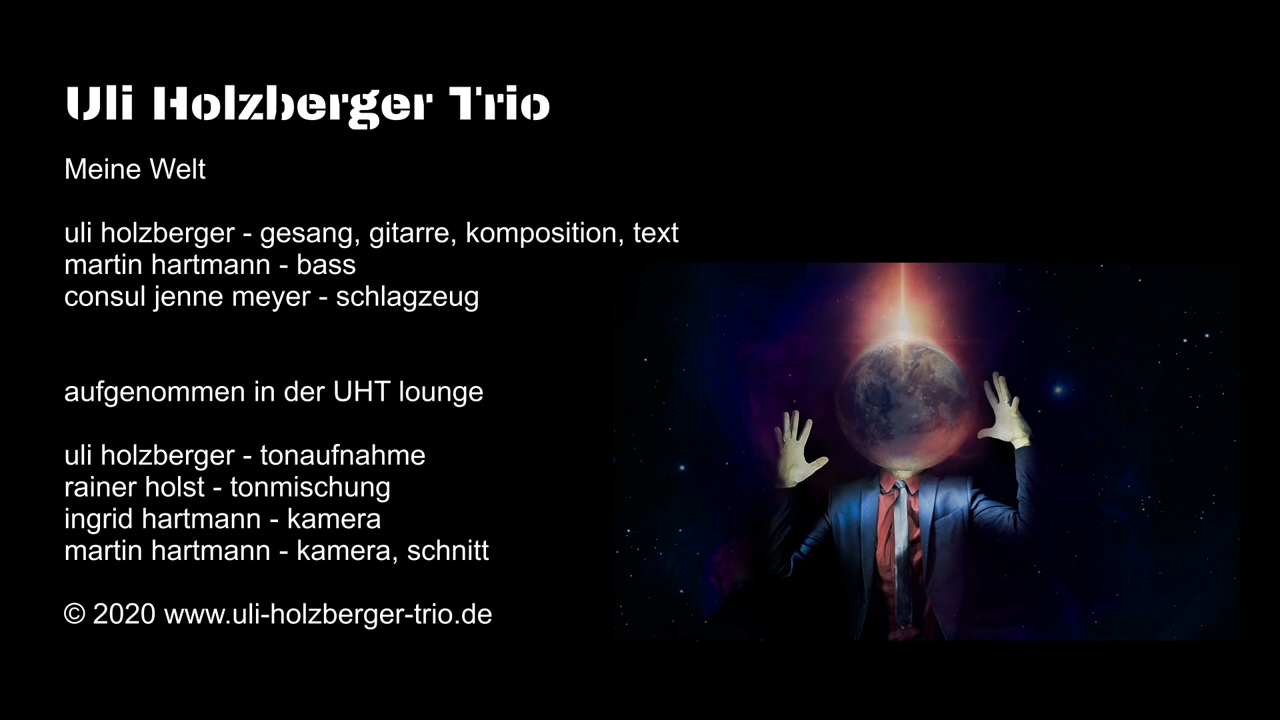 Uli Holzberger Trio
Meine Welt
uli holzberger - gesang, gitarre, komposition, text
martin hartmann - bass
consul jenne meyer - schlagzeug
aufgenommen in der UHT lounge
uli holzberger - tonaufnahme
rainer holst - tonmischung
ingrid hartmann - kamera
martin hartmann - kamera, schnitt
© 2020 www.uli-holzberger-trio.de